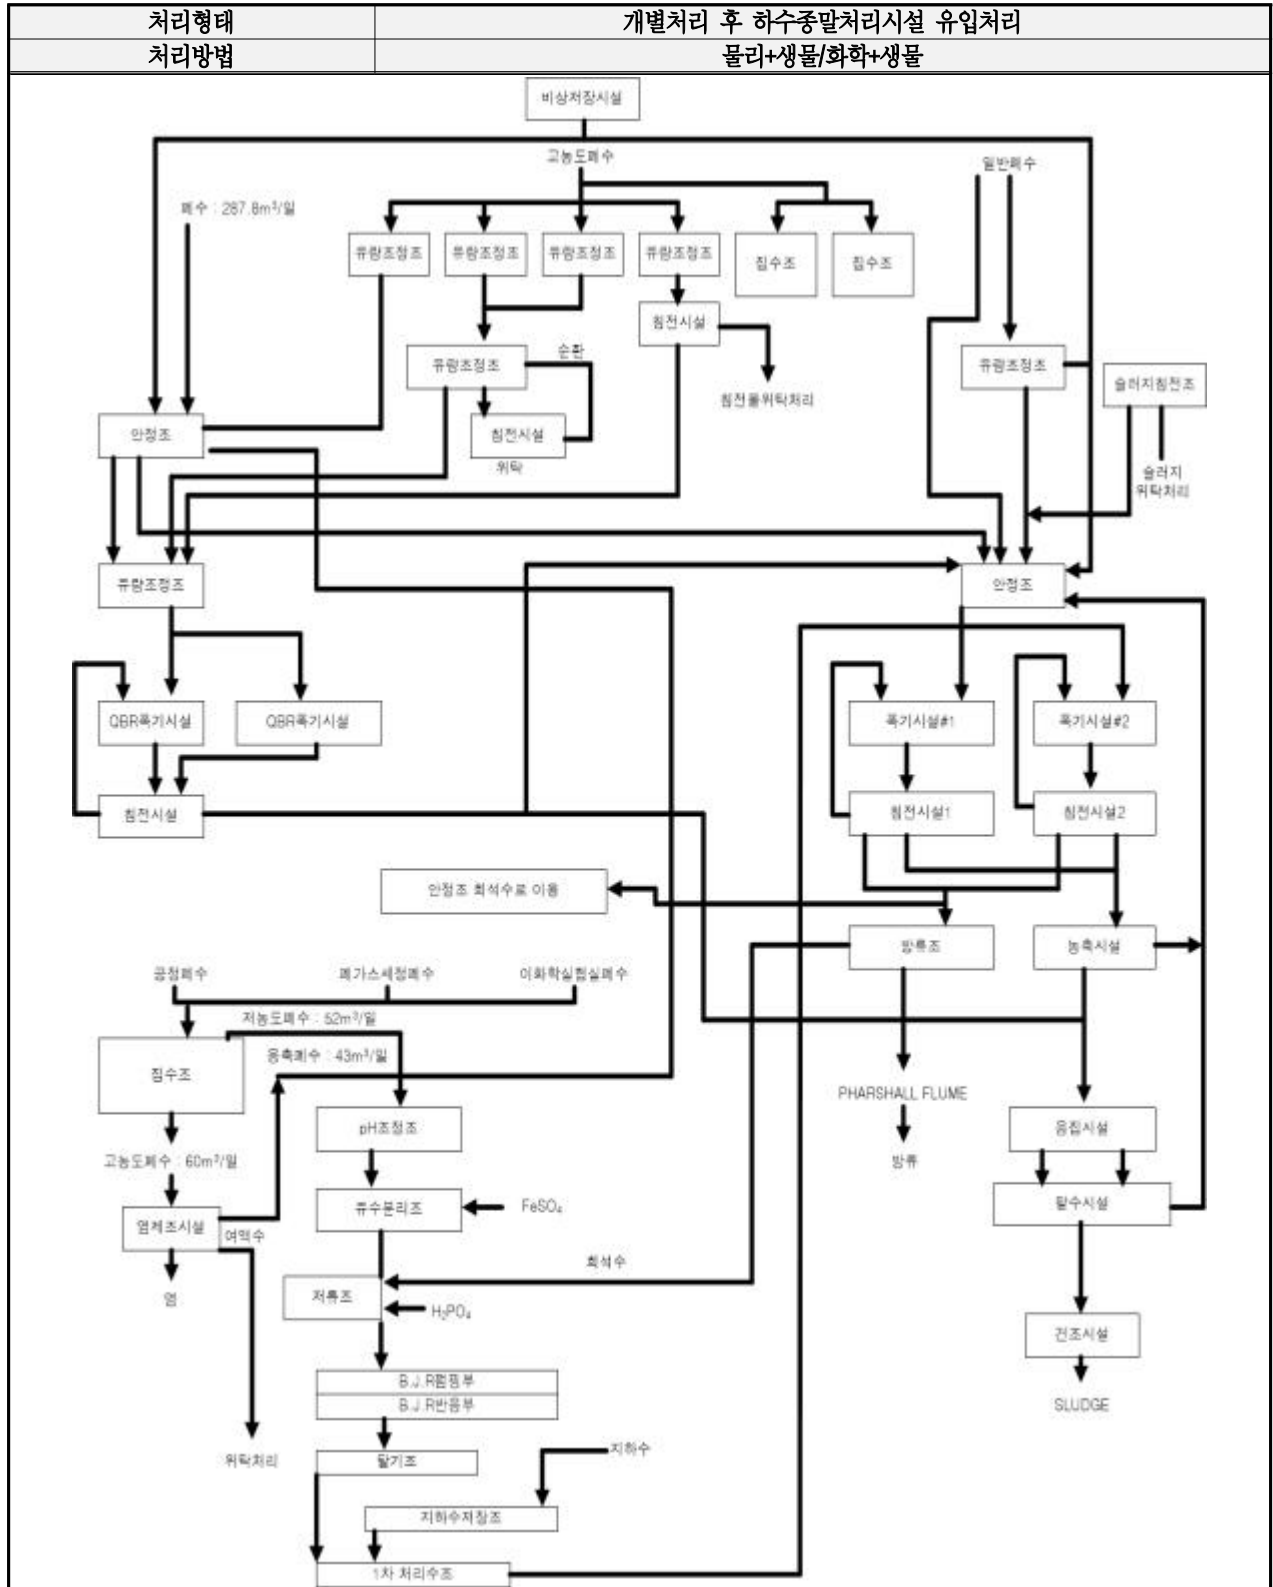 처리형태
개별처리 후 하수종말처리시설 유입처리
처리방법
물리+생물/화학+생물
비상저장시설
고농도폐수
일반폐수
폐수 : 287.8m³/일
유량조정조
유량조정조
유량조정조
유량조정조
집수조
집수조
침전시설
순환
유량조정조
유량조정조
슬러지침전조
침전물위탁처리
안정조
침전시설
위탁
슬러지
위탁처리
유량조정조
안정조
QBR폭기시설
QBR폭기시설
폭기시설#1
폭기시설#2
침전시설
침전시설1
침전시설2
안정조 희석수로 이용
방류조
농축시설
공정폐수
폐가스세정폐수
이화학실험실폐수
저농도폐수 : 52m³/일
응축폐수 : 43m³/일
집수조
PHARSHALL FLUME
pH조정조
응집시설
고농도폐수 : 60m³/일
방류
유수분리조
FeSO₄
탈수시설
염제조시설
여액수
희석수
염
저류조
H₂PO₄
건조시설
B.J.R펌핑부
B.J.R반응부
SLUDGE
위탁처리
탈기조
지하수
지하수저장조
1차 처리수조